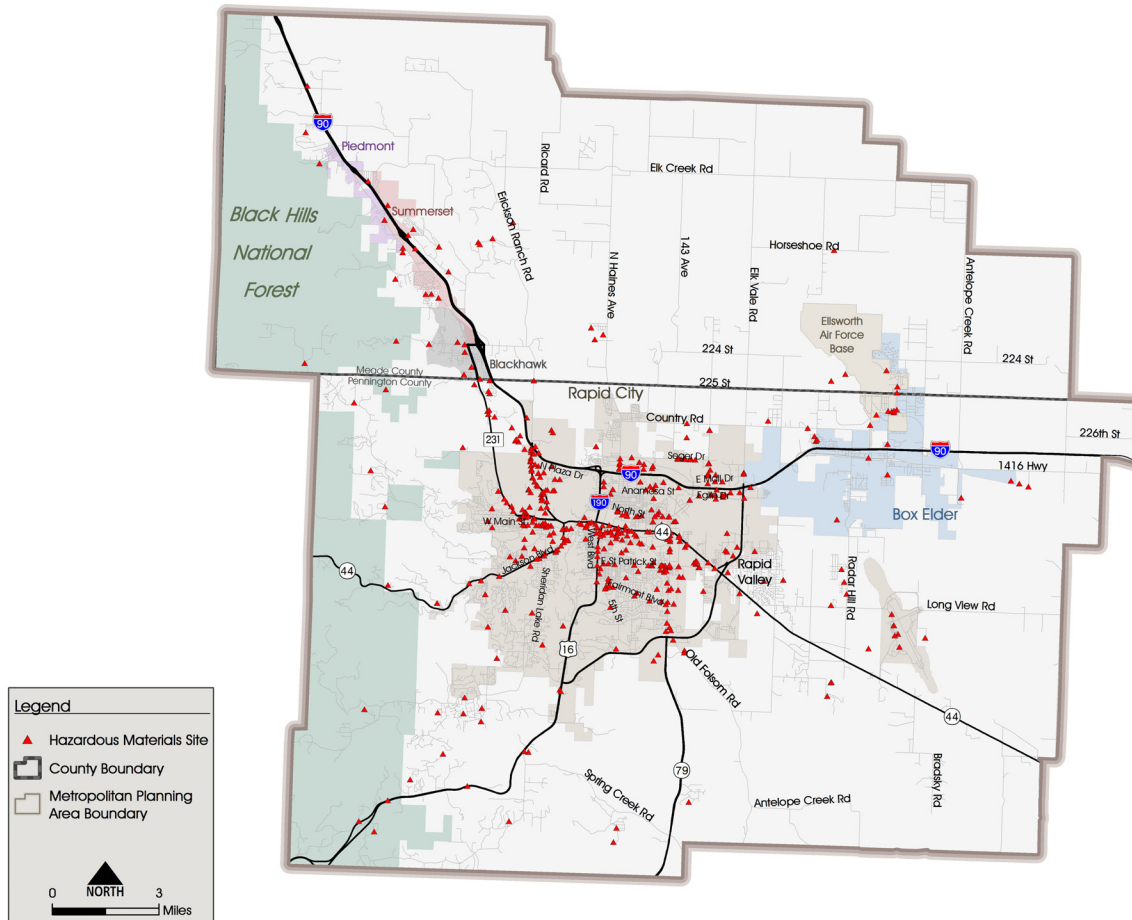 90
Piedmont
Ricard Rd
Elk Creek Rd
Summerset
Erickson Ranch Rd
Black Hills
National
Forest
N Haines Ave
143 Ave
Elk Vale Rd
Horseshoe Rd
Antelope Creek Rd
Ellsworth
Air Force
Base
224 St
224 St
Blackhawk
Meade County
Pennington County
225 St
Rapid City
Country Rd
226th St
231
Seger Dr
90
1416 Hwy
N Plaza Dr
90
E Mall Dr
Anamosa St
Eglin Dr
190
North St
Box Elder
W Main St
44
West Blvd
Jackson Blvd
E St Patrick St
Rapid
Valley
44
Sheridan Lake Rd
Fairmont Blvd
5th St
Radar Hill Rd
Long View Rd
16
Old Folsom Rd
44
79
Spring Creek Rd
Antelope Creek Rd
Bradsky Rd
Legend
Hazardous Materials Site
County Boundary
Metropolitan Planning
Area Boundary
NORTH
0 3
Miles